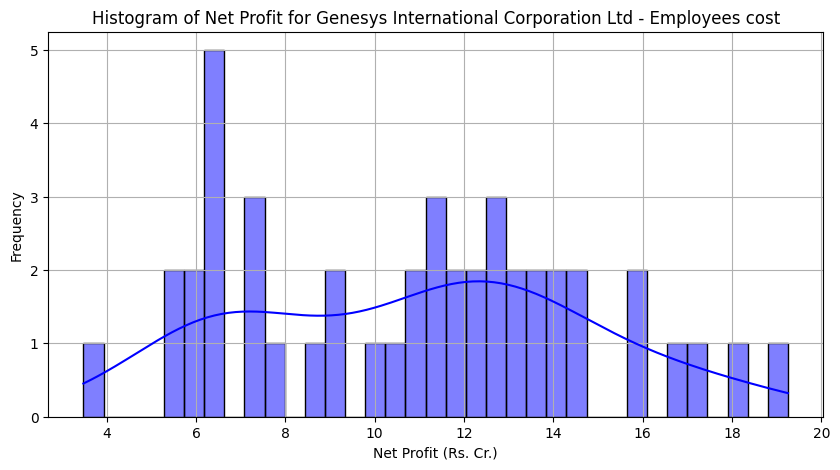 Histogram of Net Profit for Genesys International Corporation Ltd - Employees cost
5
4
3
2
1
0
Frequency
4 6 8 10 12 14 16 18 20
Net Profit (Rs. Cr.)